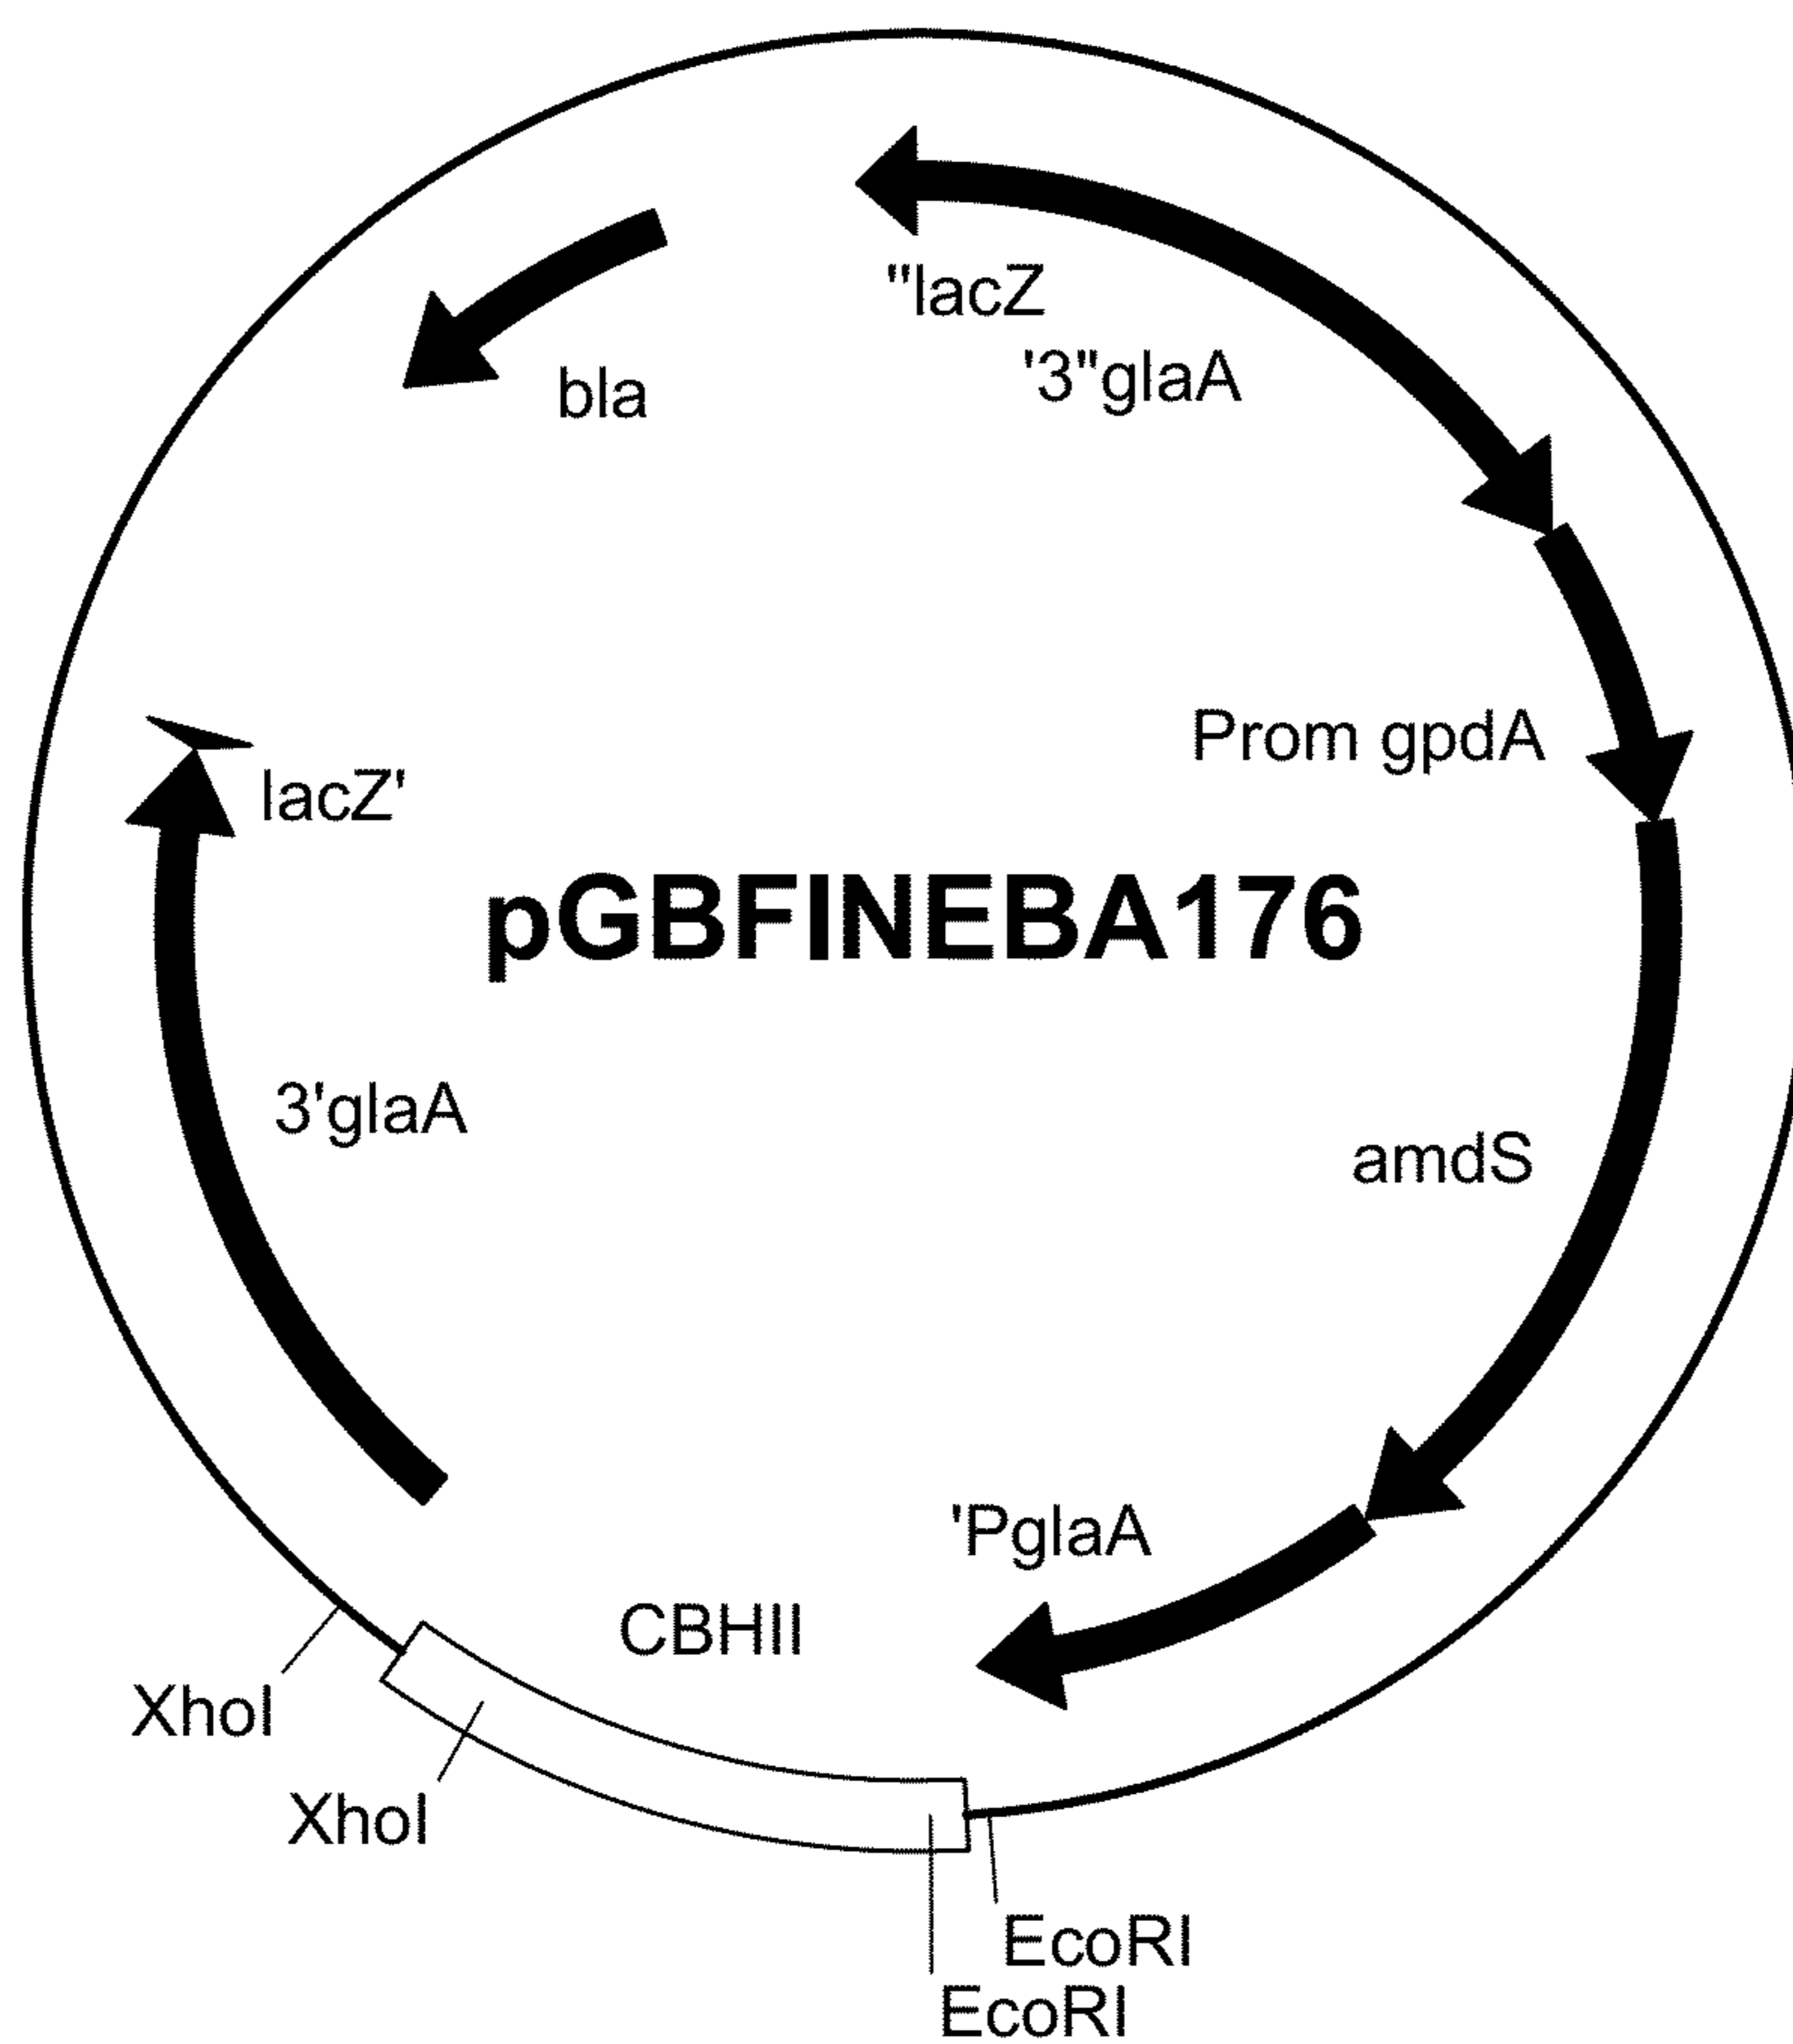 "lacZ
'3"glaA
bla
Prom gpdA
lacZ'
pGBFINEBA176
3'glaA
amdS
'PglaA
CBHII
XhoI
XhoI
EcoRI
EcoRI